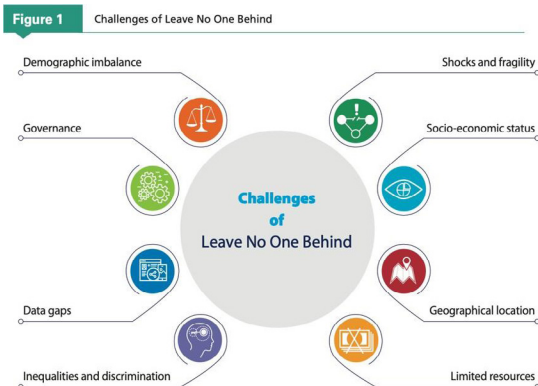 Figure 1
Challenges of Leave No One Behind
Demographic imbalance
Shocks and fragility
Governance
Socio-economic status
Challenges
of
Leave No One Behind
Data gaps
Geographical location
Inequalities and discrimination
Limited resources